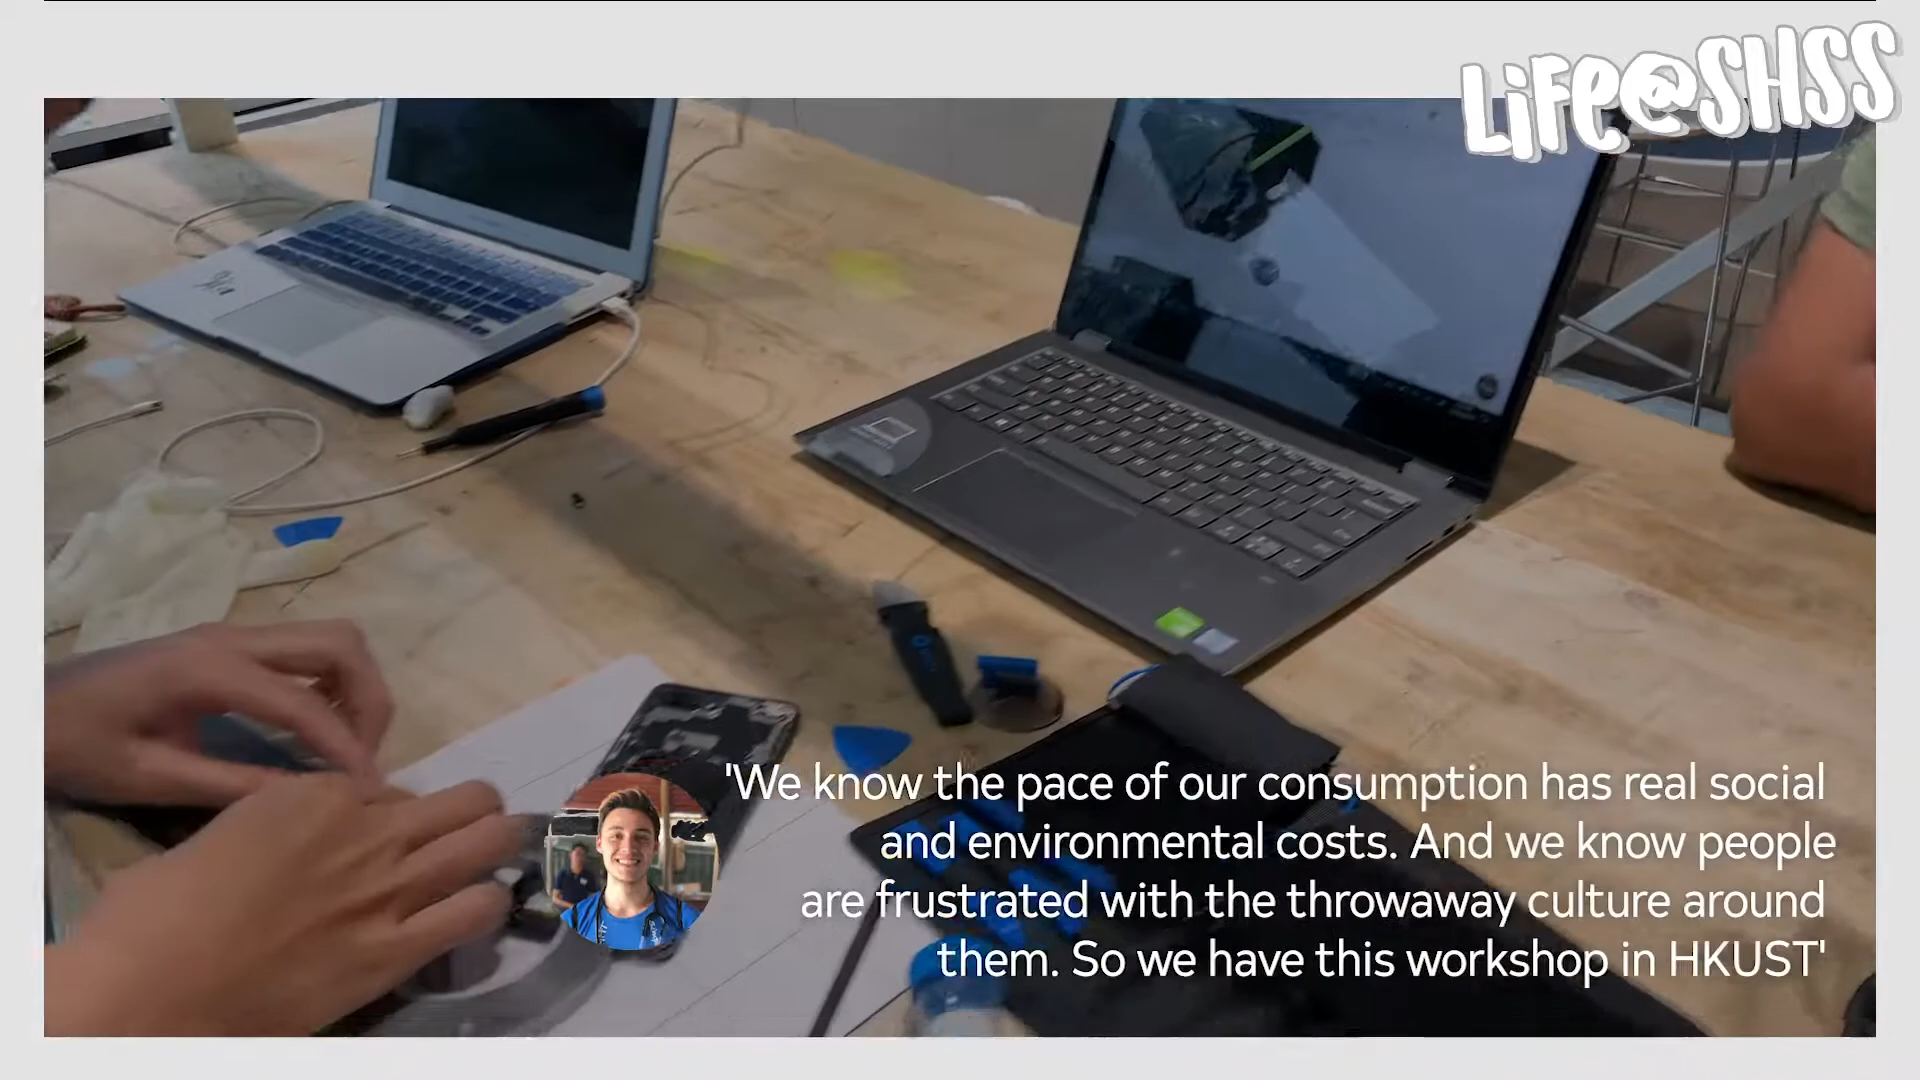 LiFe@SHSS
'We know the pace of our consumption has real social
and environmental costs. And we know people
are frustrated with the throwaway culture around
them. So we have this workshop in HKUST'